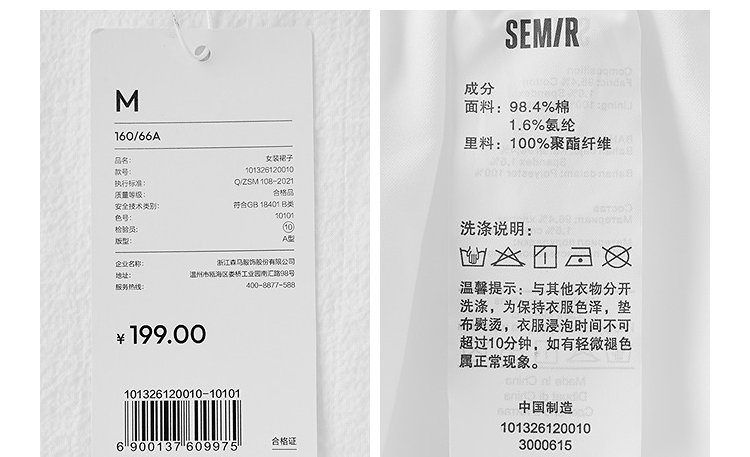 M
160/66A
品名: 女装裙子
款号: 101326120010
执行标准: Q/ZSM 108-2021
质量等级: 合格品
安全技术类别: 符合GB 18401 B类
色号: 10101
检验员: ⑩
版型: A型
企业名称: 浙江森马服饰股份有限公司
地址: 温州市瓯海区娄桥工业园南汇路98号
服务热线: 400-8877-588
¥ 199.00
101326120010-10101
6 900137 609975
合格证
SEMIR
成分
面料: 98.4%棉
1.6%氨纶
里料: 100%聚酯纤维
洗涤说明:
温馨提示: 与其他衣物分开
洗涤, 为保持衣服色泽, 垫
布熨烫, 衣服浸泡时间不可
超过10分钟, 如有轻微褪色
属正常现象。
中国制造
101326120010
3000615